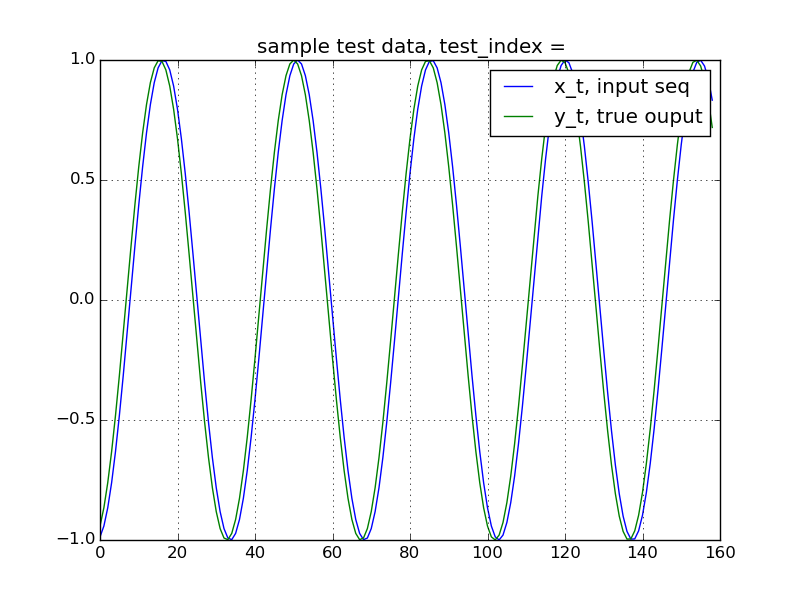 sample test data, test_index =
x_t, input seq
y_t, true ouput
1.0
0.5
0.0
−0.5
−1.0
0 20 40 60 80 100 120 140 160